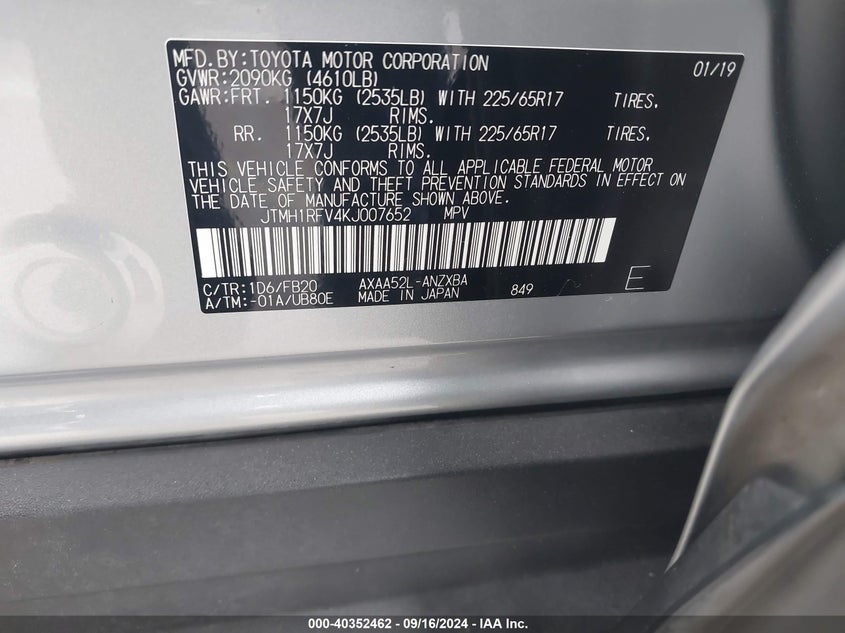 MFD.BY:TOYOTA MOTOR CORPORATION 01/19
GVWR:2090KG (4610LB)
GAWR:FRT. 1150KG (2535LB) WITH 225/65R17 TIRES.
17X7J RIMS.
RR. 1150KG (2535LB) WITH 225/65R17 TIRES.
17X7J RIMS.
THIS VEHICLE CONFORMS TO ALL APPLICABLE FEDERAL MOTOR
VEHICLE SAFETY AND THEFT PREVENTION STANDARDS IN EFFECT ON
THE DATE OF MANUFACTURE SHOWN ABOVE.
JTMH1RFV4KJ007652 MPV
C/TR:1D6/FB20 AXAA52L-ANZXBA
A/TM:-01A/UB80E MADE IN JAPAN 849 E
000-40352462 - 09/16/2024 - IAA Inc.